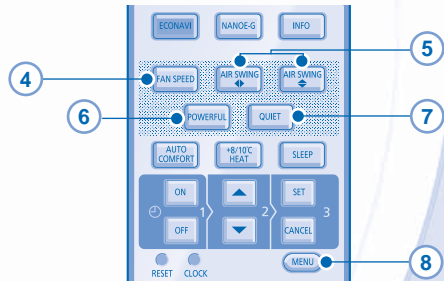 ECONAVI NANOE-G INFO
5
4 FAN SPEED AIR SWING AIR SWING
6 POWERFUL QUIET 7
AUTO COMFORT +8/10℃ HEAT SLEEP
ON SET
1 2 3
OFF CANCEL
RESET CLOCK MENU 8